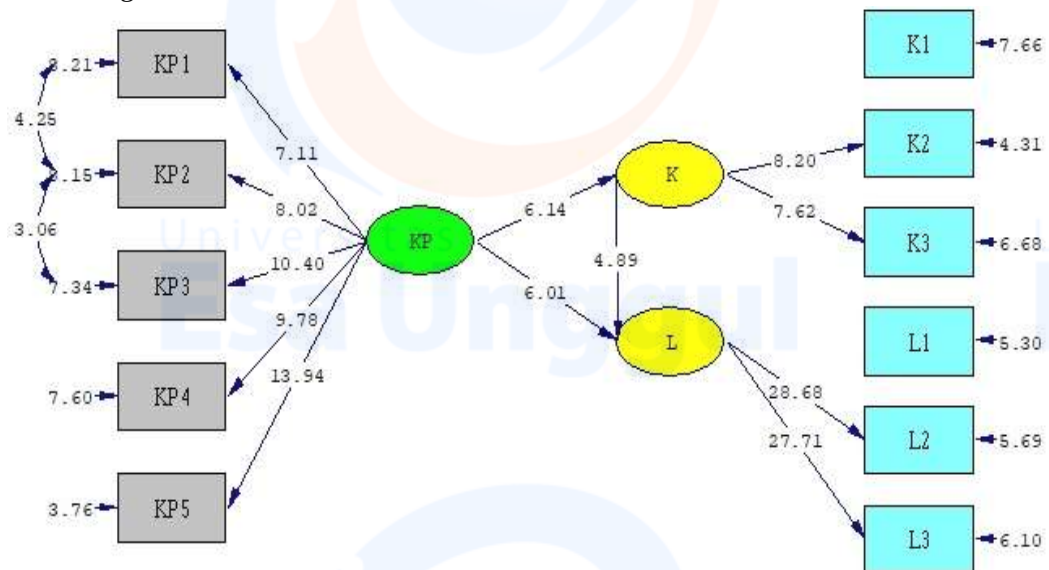 KP1
KP2
KP3
KP4
KP5
4.25
3.06
7.34
7.60
3.76
7.11
8.02
10.40
9.78
13.94
KP
6.14
6.01
K
4.89
L
8.20
7.62
28.68
27.71
K1
7.66
K2
4.31
K3
6.68
L1
5.30
L2
5.69
L3
6.10
Universitas
Esa Unggul